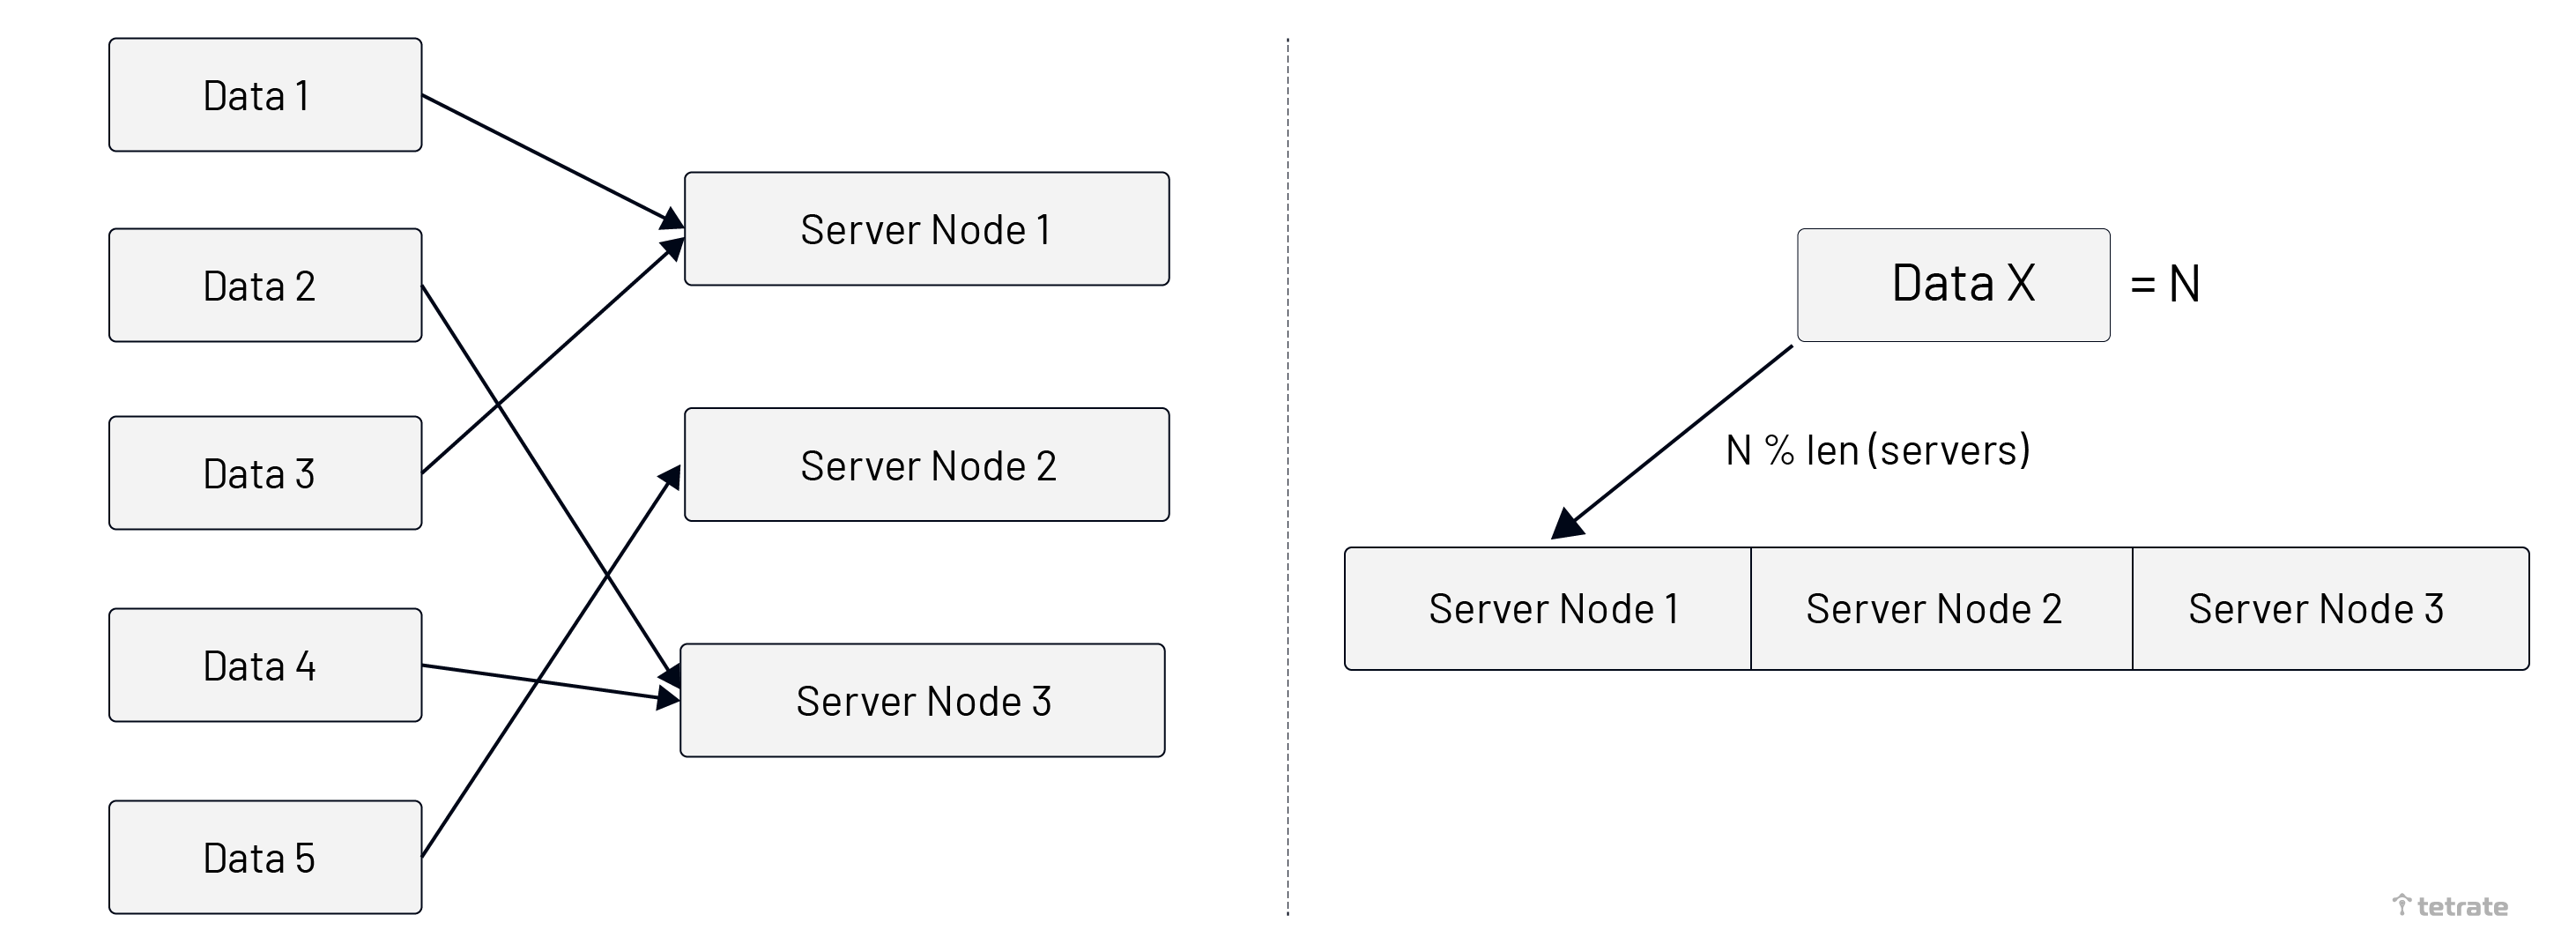 Data 1
Data 2
Data 3
Data 4
Data 5
Server Node 1
Server Node 2
Server Node 3
Data X = N
N % len (servers)
Server Node 1 Server Node 2 Server Node 3
tetrate